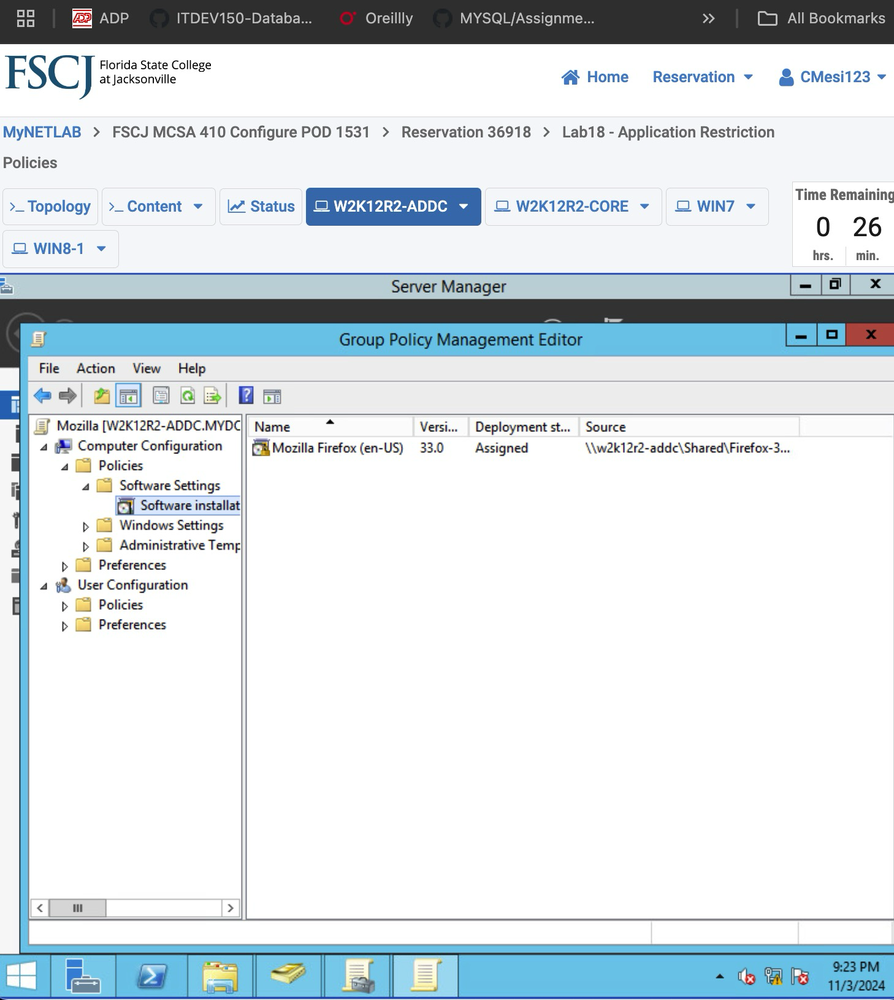 ADP ITDEV150-Databa... Oreillly MYSQL/Assignme... >> All Bookmarks
FSCJ Florida State College
at Jacksonville
Home Reservation CMesi123
MyNETLAB > FSCJ MCSA 410 Configure POD 1531 > Reservation 36918 > Lab18 - Application Restriction
Policies
Topology Content Status W2K12R2-ADDC W2K12R2-CORE WIN7
WIN8-1
Time Remaining
0 26
hrs. min.
Server Manager
Group Policy Management Editor
File Action View Help
Mozilla [W2K12R2-ADDC.MYDC
Computer Configuration
Policies
Software Settings
Software installat
Windows Settings
Administrative Temp
Preferences
User Configuration
Policies
Preferences
Name Versi... Deployment st... Source
Mozilla Firefox (en-US) 33.0 Assigned \\w2k12r2-addc\Shared\Firefox-3...
9:23 PM
11/3/2024